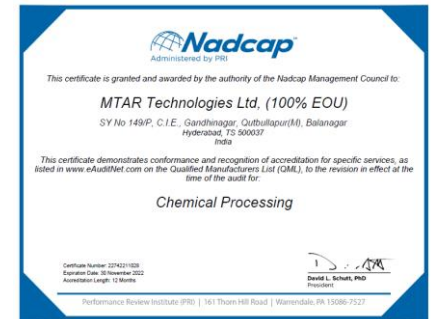 Nadcap
Administered by PRI
This certificate is granted and awarded by the authority of the Nadcap Management Council to:
MTAR Technologies Ltd, (100% EOU)
SY No 149/P, C.I.E., Gandhinagar, Qutbullapur(M), Balanagar
Hyderabad, TS 500037
India
This certificate demonstrates conformance and recognition of accreditation for specific services, as
listed in www.eAuditNet.com on the Qualified Manufacturers List (QML), to the revision in effect at the
time of the audit for:
Chemical Processing
Certificate Number: 22742211028
Expiration Date: 30 November 2022
Accreditation Length: 12 Months
David L. Schutt, PhD
President
Performance Review Institute (PRI) | 161 Thorn Hill Road | Warrendale, PA 15086-7527